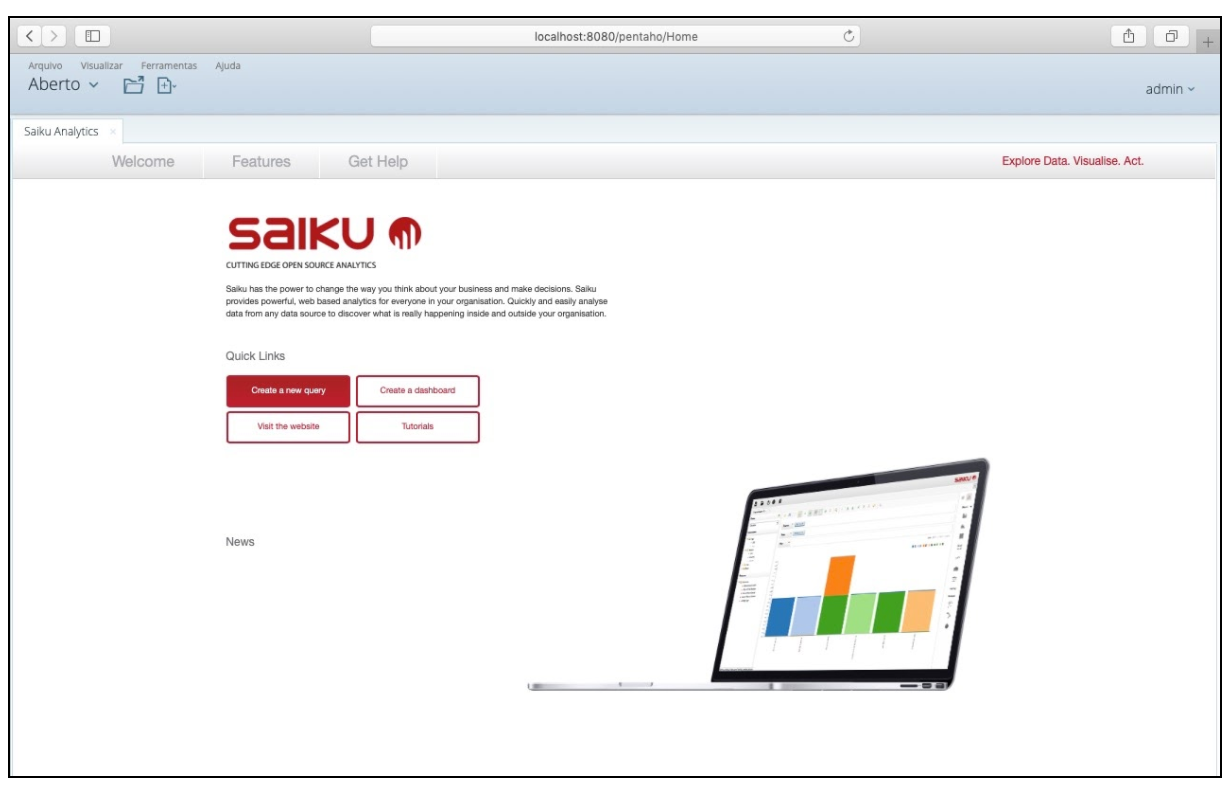 localhost:8080/pentaho/Home
Arquivo Visualizar Ferramentas Ajuda
Aberto
admin
Saiku Analytics
Welcome Features Get Help Explore Data. Visualise. Act.
saiku
CUTTING EDGE OPEN SOURCE ANALYTICS
Saiku has the power to change the way you think about your business and make decisions. Saiku
provides powerful, web based analytics for everyone in your organisation. Quickly and easily analyse
data from any data source to discover what is really happening inside and outside your organisation.
Quick Links
Create a new query Create a dashboard
Visit the website Tutorials
News
saiku